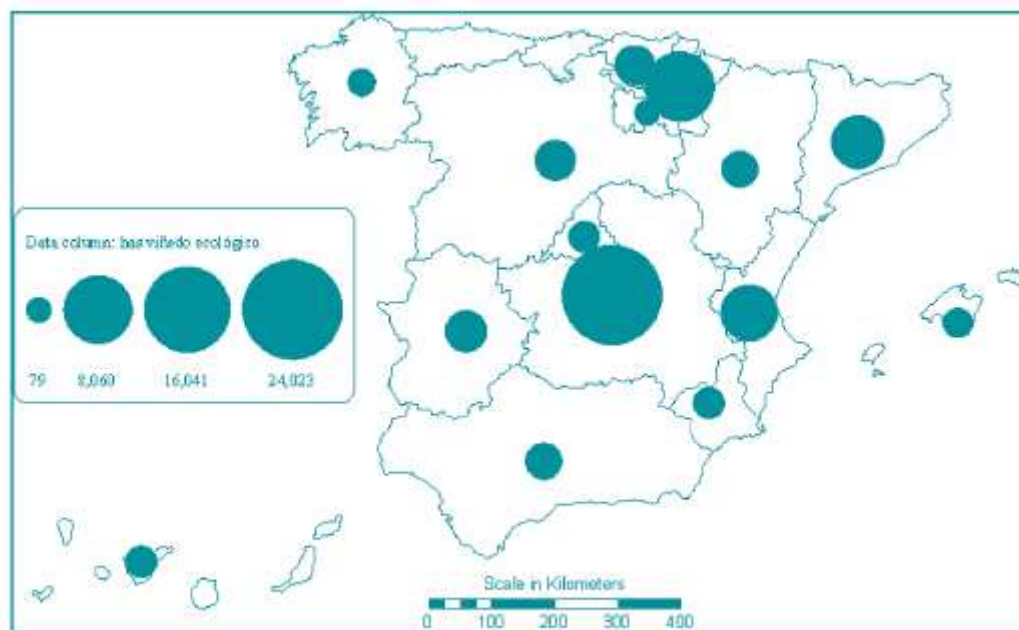 Data column: has viñedo ecológico
79 8,060 16,041 24,023
Scale in Kilometers
0 100 200 300 400